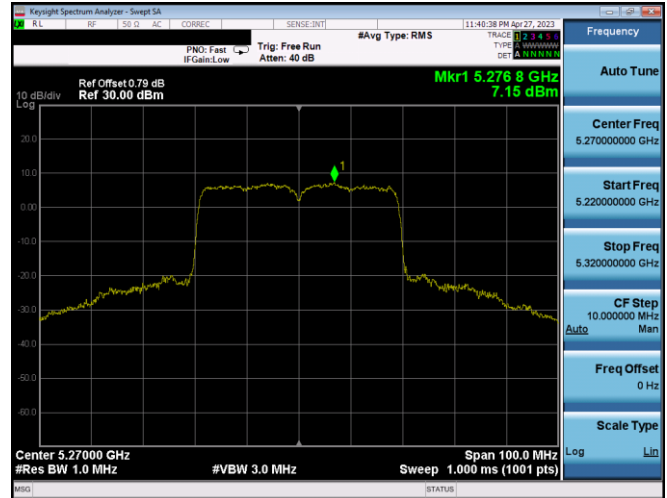 Keysight Spectrum Analyzer - Swept SA
LXI RL RF 50 Ω AC CORREC SENSE:INT 11:40:38 PM Apr 27, 2023
#Avg Type: RMS
TRACE 1 2 3 4 5 6
PNO: Fast Trig: Free Run TYPE A WWWWW
IFGain:Low Atten: 40 dB DET A N N N N N
Mkr1 5.276 8 GHz
7.15 dBm
Ref Offset 0.79 dB
10 dB/div Ref 30.00 dBm
Log
1
20.0
10.0
0.00
-10.0
-20.0
-30.0
-40.0
-50.0
-60.0
Center 5.27000 GHz Span 100.0 MHz
#Res BW 1.0 MHz #VBW 3.0 MHz Sweep 1.000 ms (1001 pts)
MSG STATUS
Frequency
Auto Tune
Center Freq
5.270000000 GHz
Start Freq
5.220000000 GHz
Stop Freq
5.320000000 GHz
CF Step
10.000000 MHz
Auto Man
Freq Offset
0 Hz
Scale Type
Log Lin